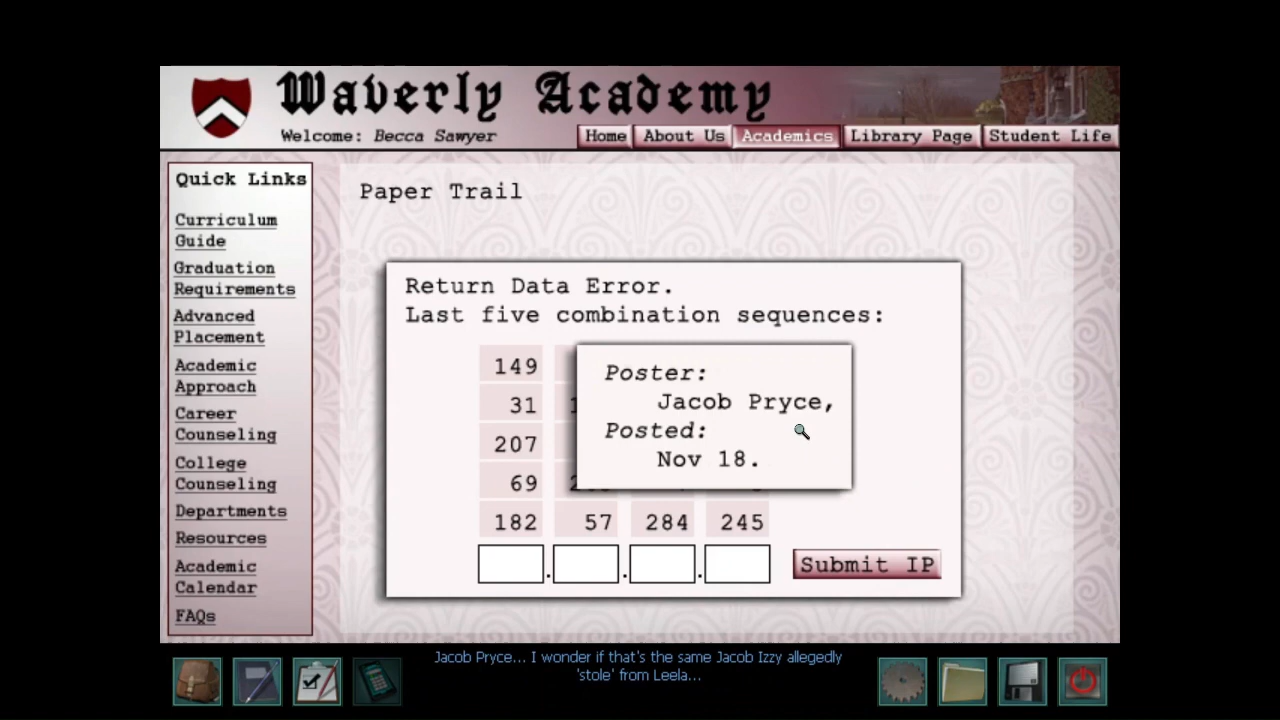 Waverly Academy
Welcome: Becca Sawyer
Home About Us Academics Library Page Student Life
Quick Links
Curriculum
Guide
Graduation
Requirements
Advanced
Placement
Academic
Approach
Career
Counseling
College
Counseling
Departments
Resources
Academic
Calendar
FAQs
Paper Trail
Return Data Error.
Last five combination sequences:
149
31
207
69
182 57 284 245
. . . Submit IP
Poster:
Jacob Pryce,
Posted:
Nov 18.
Jacob Pryce... I wonder if that's the same Jacob Izzy allegedly
'stole' from Leela...